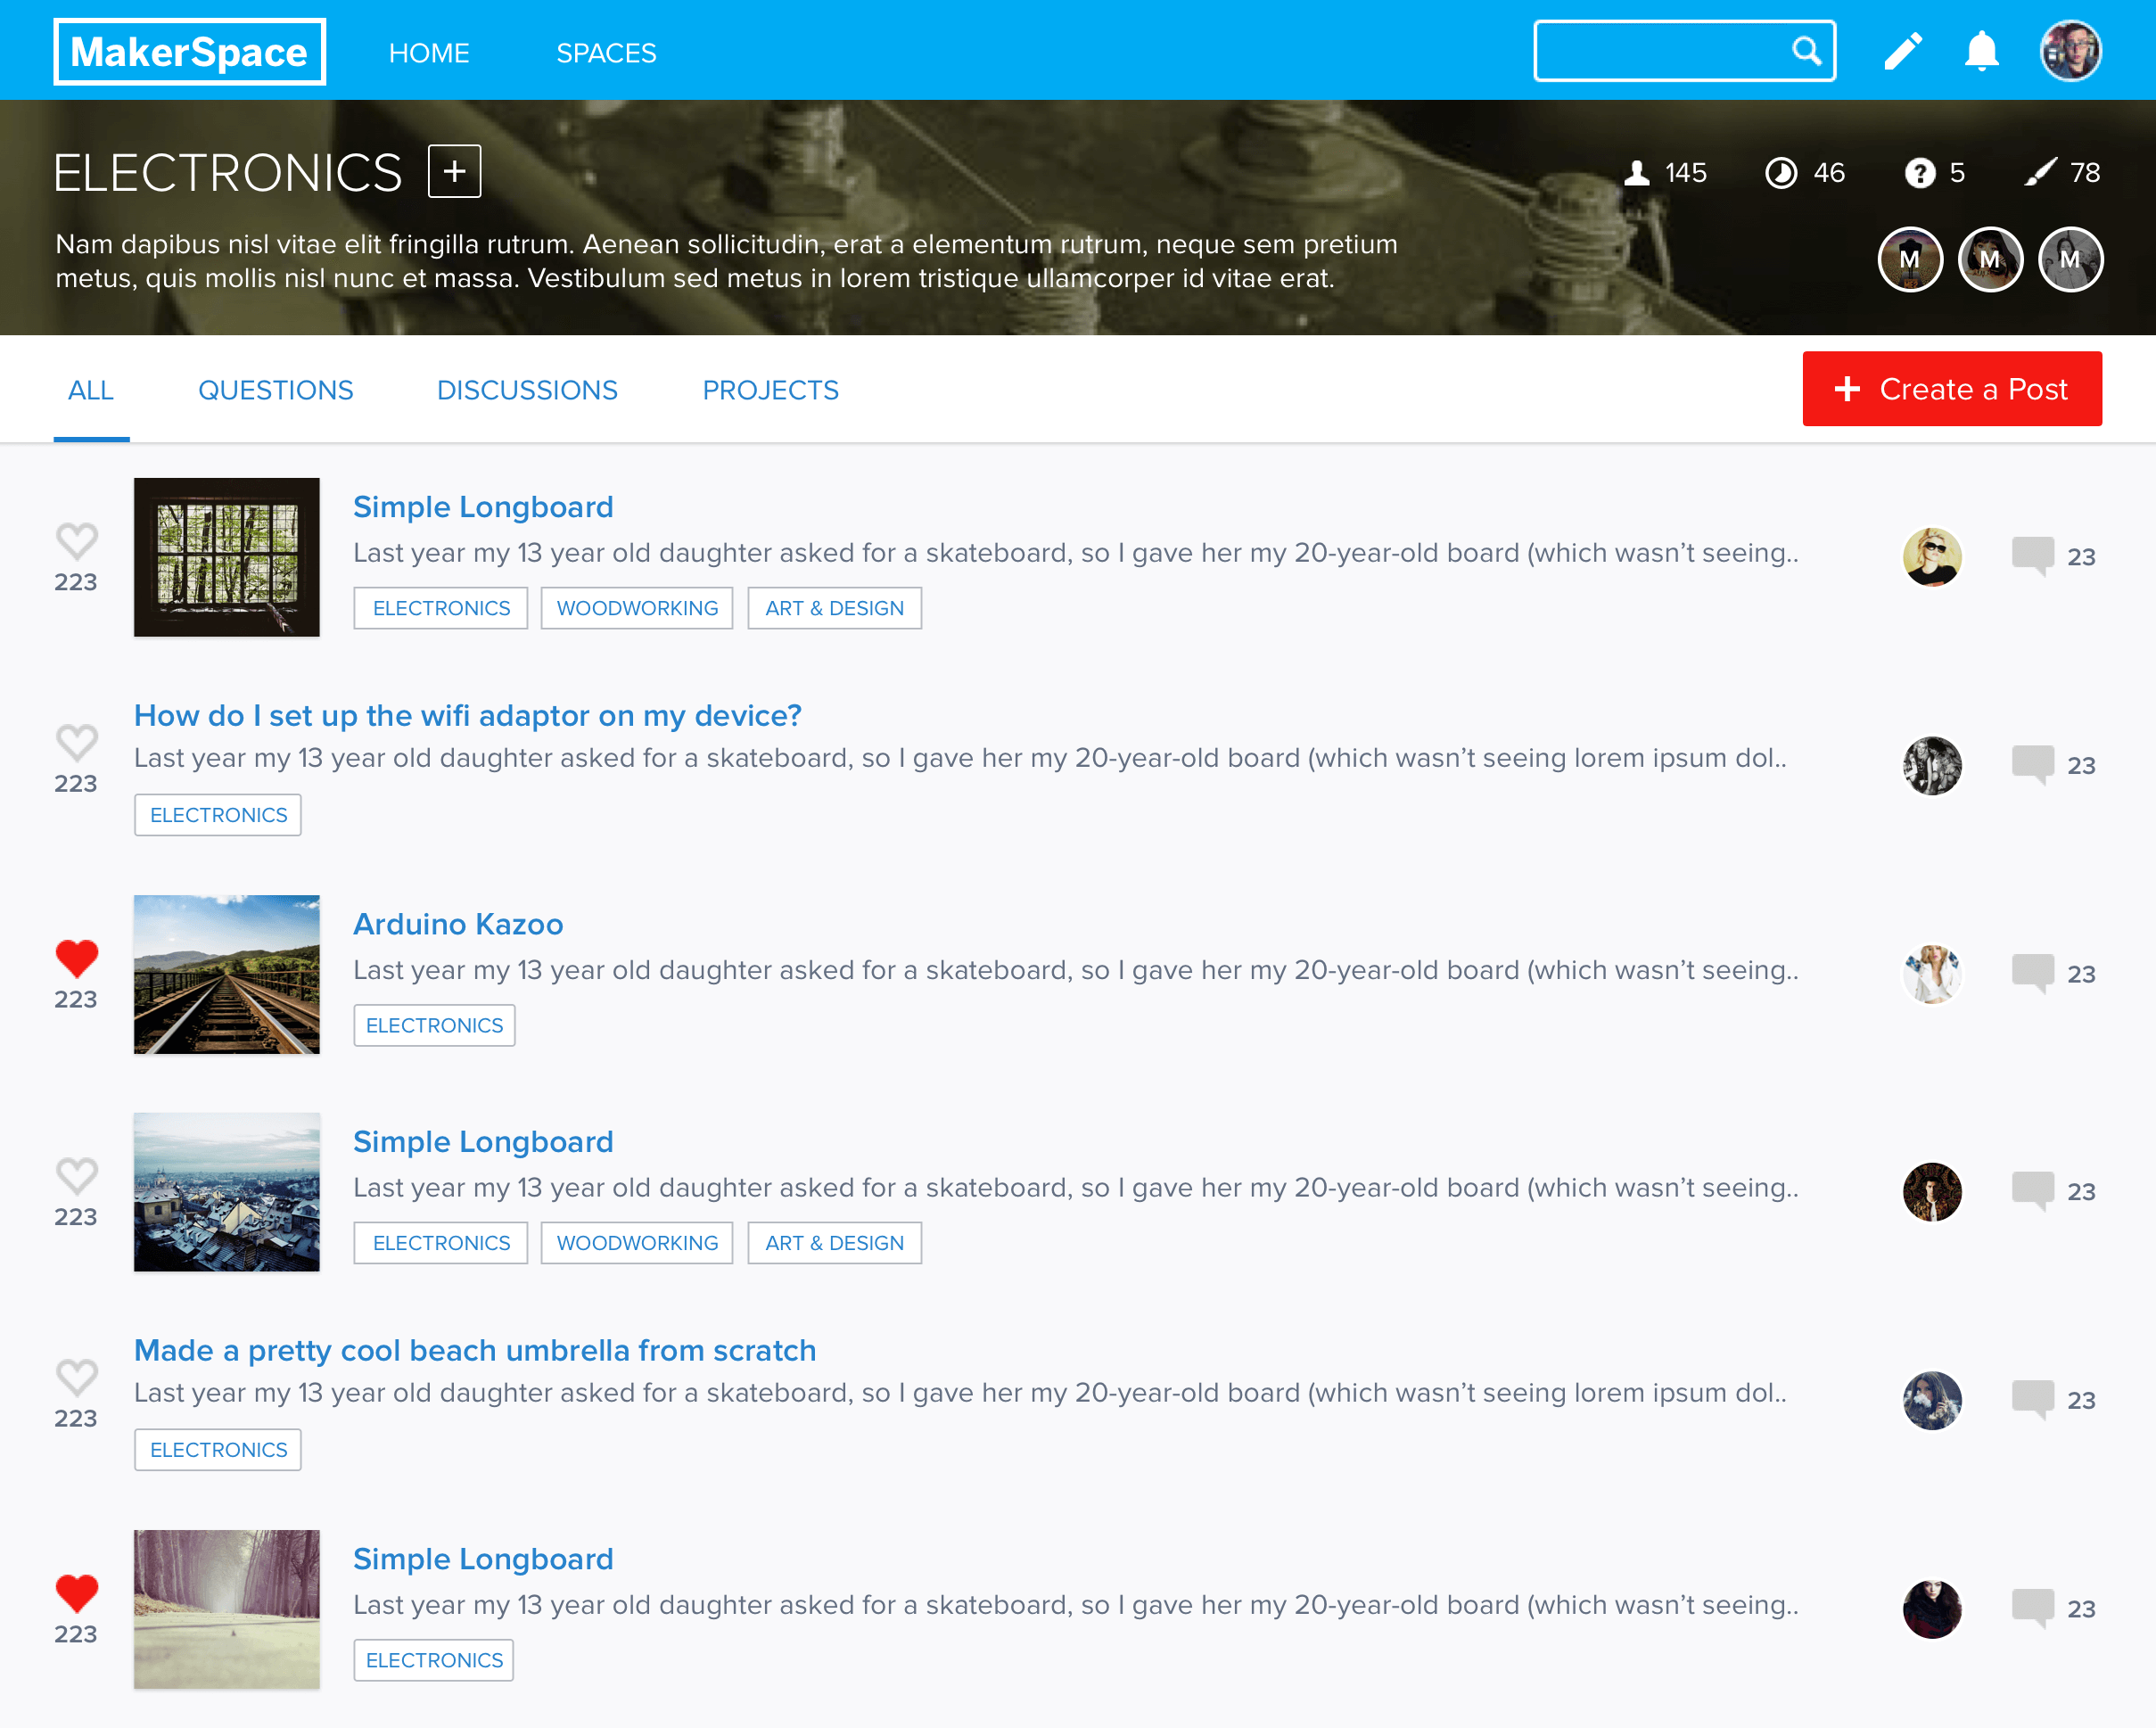 MakerSpace
HOME
SPACES
ELECTRONICS
+
145
46
?
5
78
Nam dapibus nisl vitae elit fringilla rutrum. Aenean sollicitudin, erat a elementum rutrum, neque sem pretium
metus, quis mollis nisl nunc et massa. Vestibulum sed metus in lorem tristique ullamcorper id vitae erat.
M
M
M
ALL
QUESTIONS
DISCUSSIONS
PROJECTS
+ Create a Post
Simple Longboard
Last year my 13 year old daughter asked for a skateboard, so I gave her my 20-year-old board (which wasn’t seeing..
223
23
ELECTRONICS
WOODWORKING
ART & DESIGN
How do I set up the wifi adaptor on my device?
Last year my 13 year old daughter asked for a skateboard, so I gave her my 20-year-old board (which wasn’t seeing lorem ipsum dol..
223
23
ELECTRONICS
Arduino Kazoo
Last year my 13 year old daughter asked for a skateboard, so I gave her my 20-year-old board (which wasn’t seeing..
223
23
ELECTRONICS
Simple Longboard
Last year my 13 year old daughter asked for a skateboard, so I gave her my 20-year-old board (which wasn’t seeing..
223
23
ELECTRONICS
WOODWORKING
ART & DESIGN
Made a pretty cool beach umbrella from scratch
Last year my 13 year old daughter asked for a skateboard, so I gave her my 20-year-old board (which wasn’t seeing lorem ipsum dol..
223
23
ELECTRONICS
Simple Longboard
Last year my 13 year old daughter asked for a skateboard, so I gave her my 20-year-old board (which wasn’t seeing..
223
23
ELECTRONICS